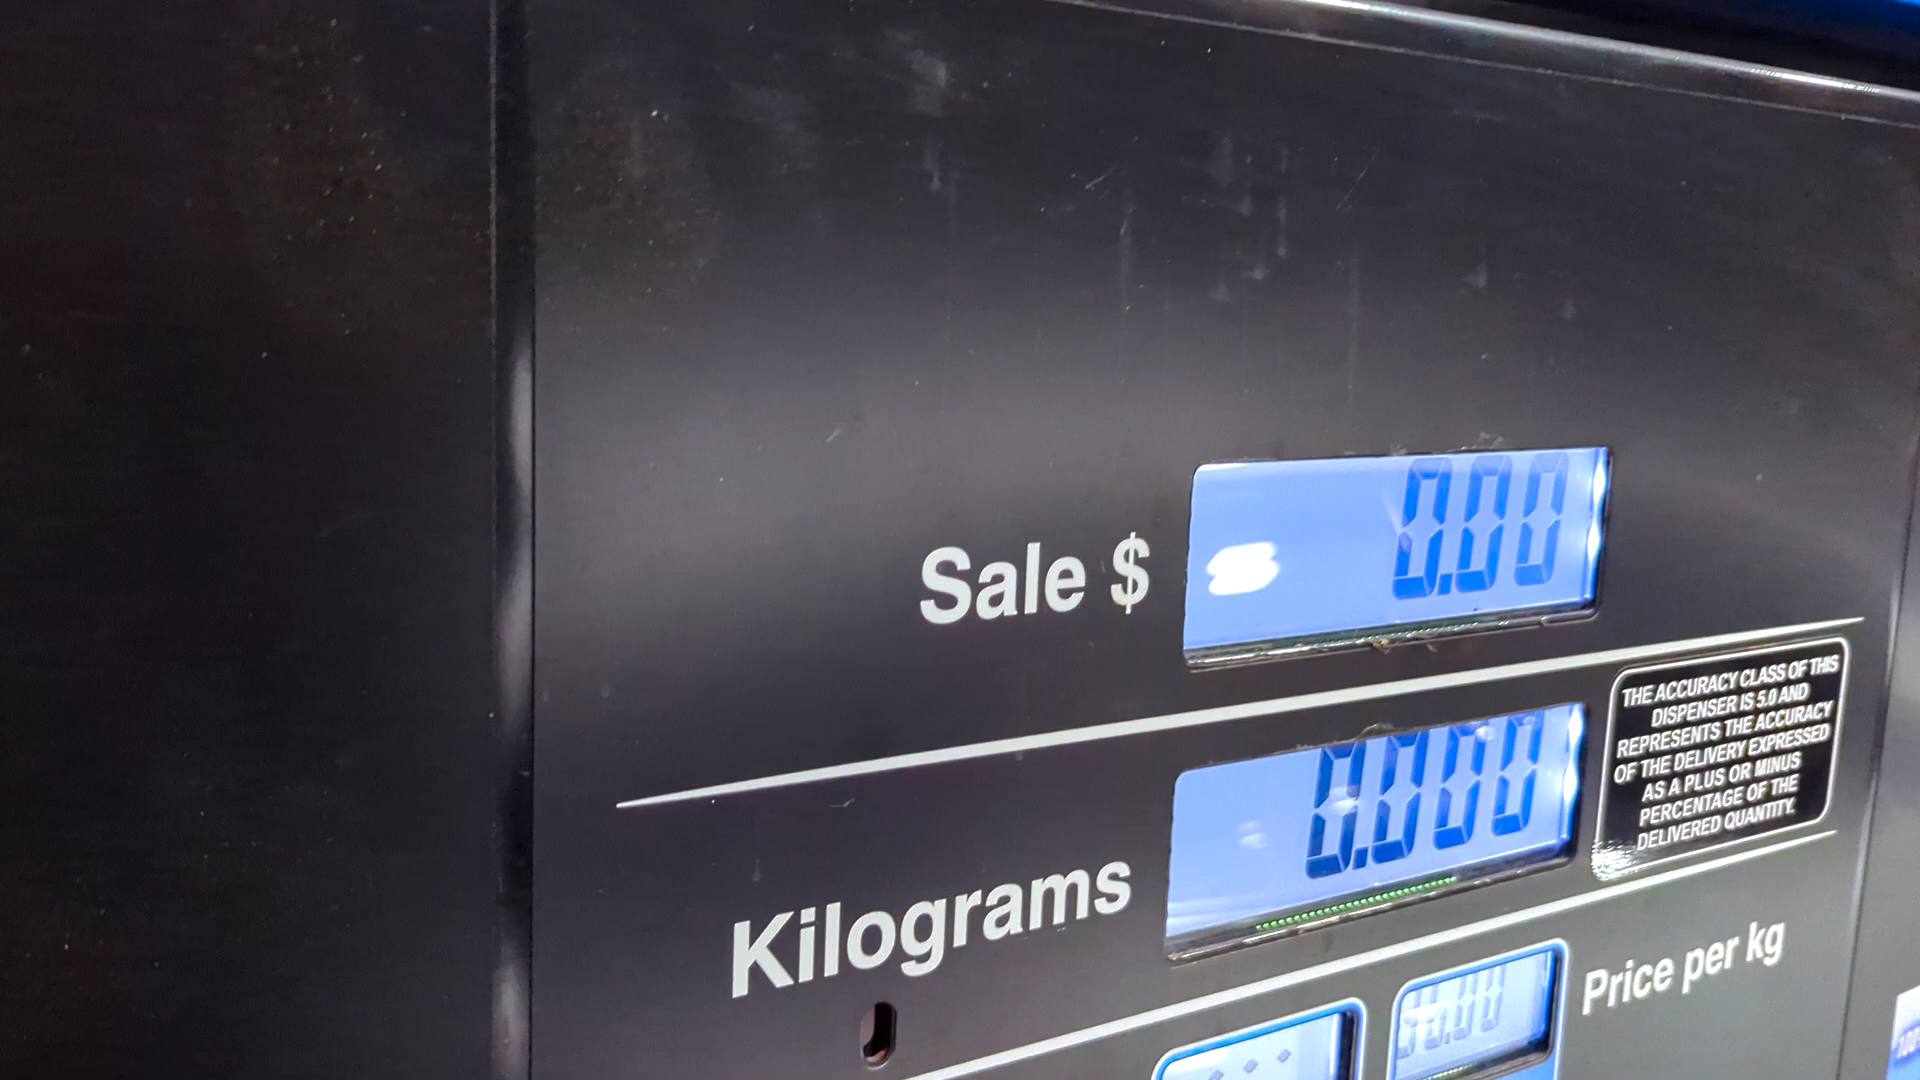 Sale $ 0.00
Kilograms 0.000
THE ACCURACY CLASS OF THIS
DISPENSER IS 5.0 AND
REPRESENTS THE ACCURACY
OF THE DELIVERY EXPRESSED
AS A PLUS OR MINUS
PERCENTAGE OF THE
DELIVERED QUANTITY.
Price per kg